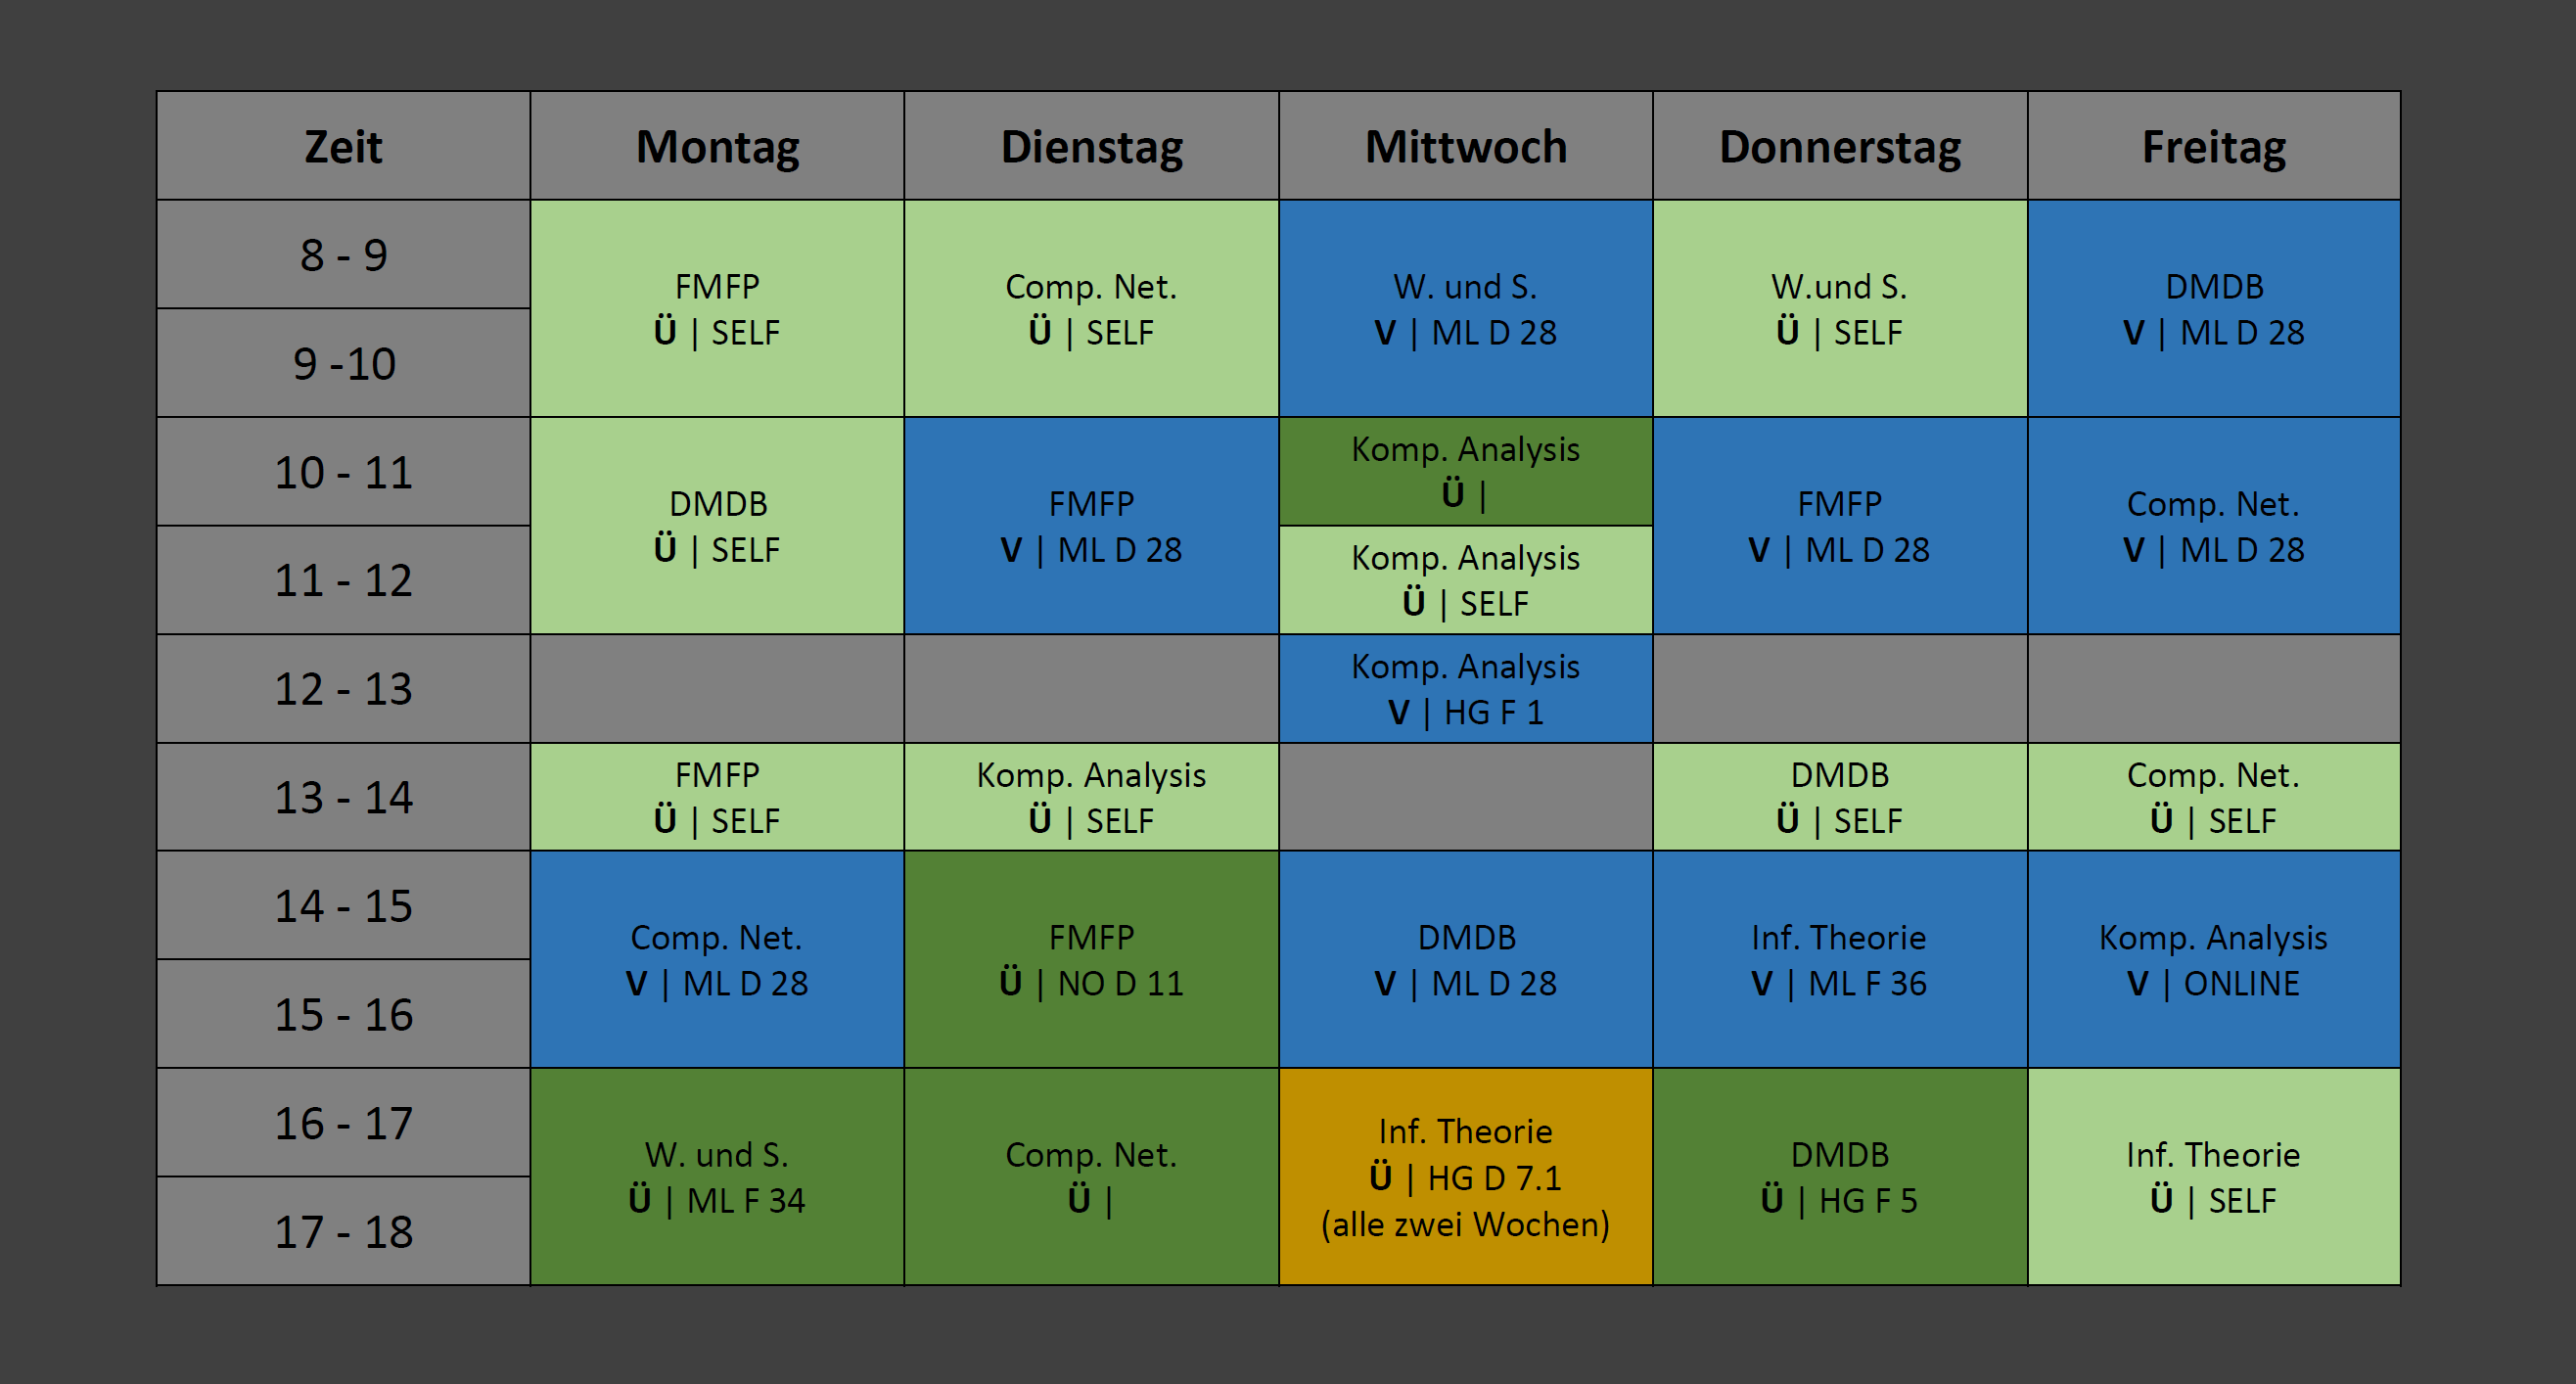 Zeit Montag Dienstag Mittwoch Donnerstag Freitag
8 - 9
FMFP
Ü | SELF
Comp. Net.
Ü | SELF
W. und S.
V | ML D 28
W.und S.
Ü | SELF
DMDB
V | ML D 28
9 -10
10 - 11
DMDB
Ü | SELF
FMFP
V | ML D 28
Komp. Analysis
Ü |
FMFP
V | ML D 28
Comp. Net.
V | ML D 28
11 - 12
Komp. Analysis
Ü | SELF
12 - 13
Komp. Analysis
V | HG F 1
13 - 14
FMFP
Ü | SELF
Komp. Analysis
Ü | SELF
DMDB
Ü | SELF
Comp. Net.
Ü | SELF
14 - 15
Comp. Net.
V | ML D 28
FMFP
Ü | NO D 11
DMDB
V | ML D 28
Inf. Theorie
V | ML F 36
Komp. Analysis
V | ONLINE
15 - 16
16 - 17
W. und S.
Ü | ML F 34
Comp. Net.
Ü |
Inf. Theorie
Ü | HG D 7.1
(alle zwei Wochen)
DMDB
Ü | HG F 5
Inf. Theorie
Ü | SELF
17 - 18